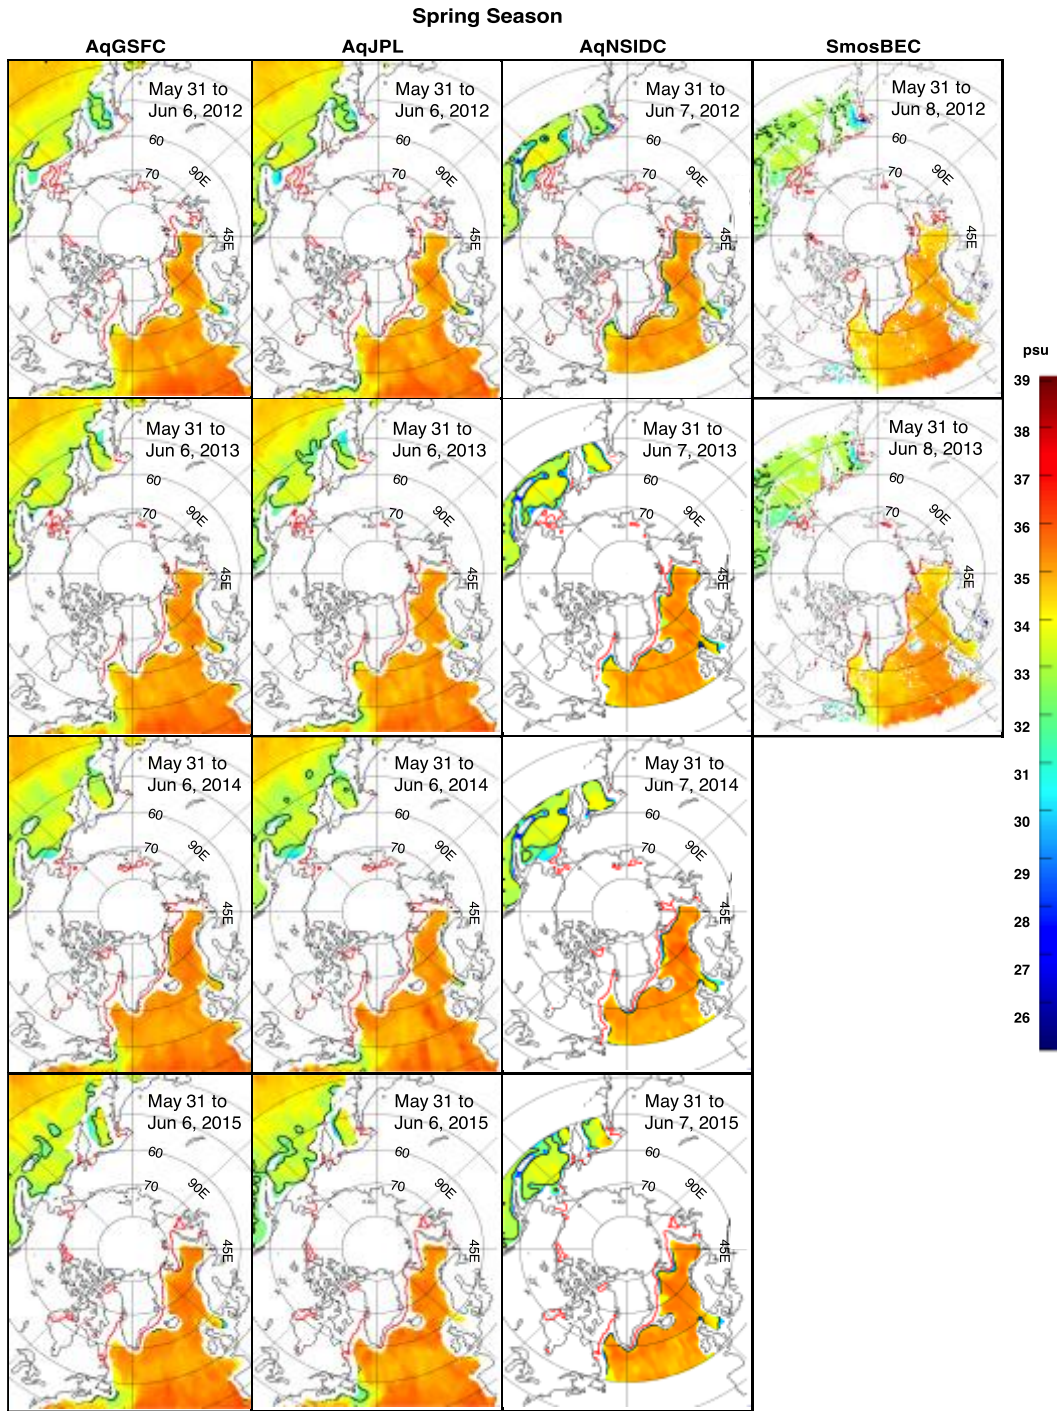 Spring Season
AqGSFC AqJPL AqNSIDC SmosBEC
May 31 to
Jun 6, 2012
60
70
90E
45E
May 31 to
Jun 6, 2012
60
70
90E
45E
May 31 to
Jun 7, 2012
60
70
90E
45E
May 31 to
Jun 8, 2012
60
70
90E
45E
May 31 to
Jun 6, 2013
60
70
90E
45E
May 31 to
Jun 6, 2013
60
70
90E
45E
May 31 to
Jun 7, 2013
60
70
90E
45E
May 31 to
Jun 8, 2013
60
70
90E
45E
May 31 to
Jun 6, 2014
60
70
90E
45E
May 31 to
Jun 6, 2014
60
70
90E
45E
May 31 to
Jun 7, 2014
60
70
90E
45E
May 31 to
Jun 6, 2015
60
70
90E
45E
May 31 to
Jun 6, 2015
60
70
90E
45E
May 31 to
Jun 7, 2015
60
70
90E
45E
psu
39
38
37
36
35
34
33
32
31
30
29
28
27
26